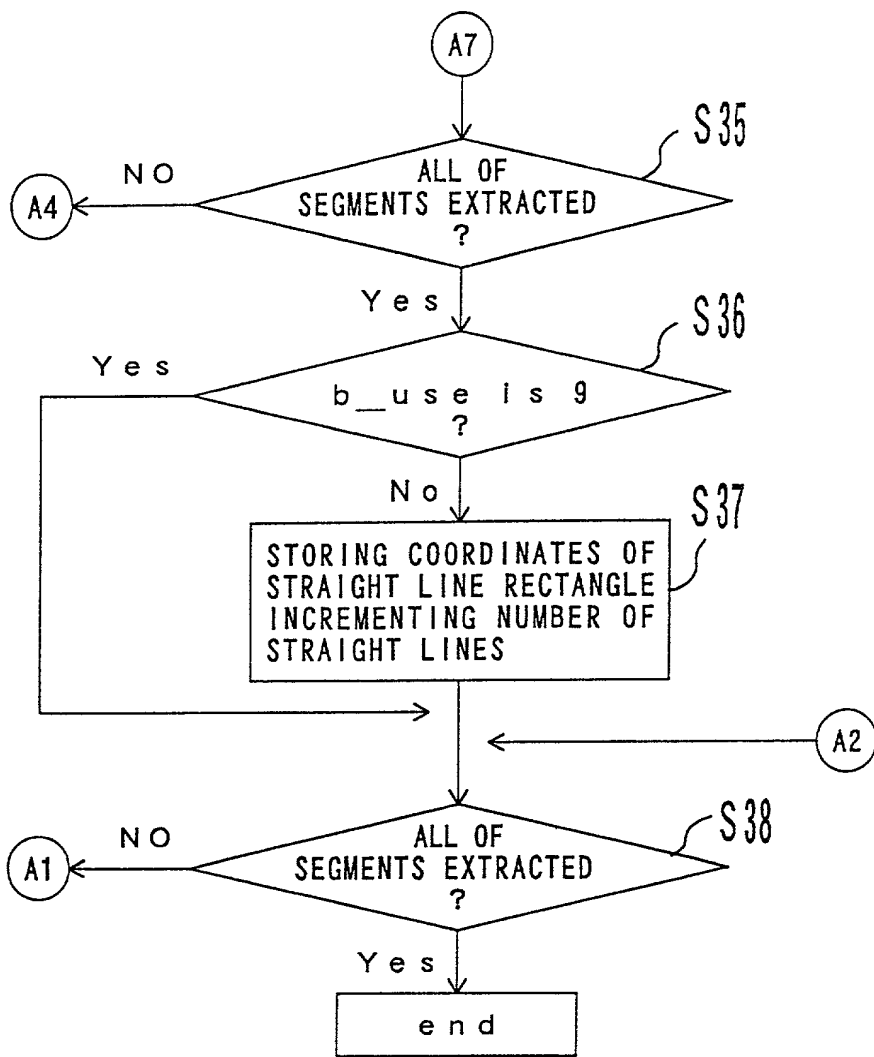 A7
S35
ALL OF
SEGMENTS EXTRACTED
?
NO
A4
Yes
S36
Yes
b_use is 9
?
No
S37
STORING COORDINATES OF
STRAIGHT LINE RECTANGLE
INCREMENTING NUMBER OF
STRAIGHT LINES
A2
S38
NO
ALL OF
SEGMENTS EXTRACTED
?
A1
Yes
end